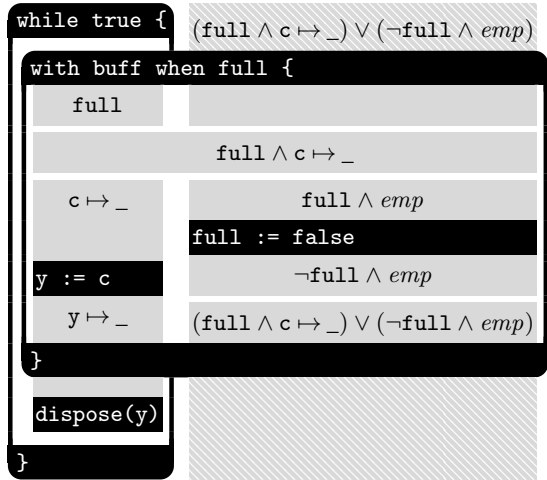 while true { (full ∧ c ↦ _) ∨ (¬full ∧ emp)
with buff when full {
full
full ∧ c ↦ _
c ↦ _ full ∧ emp
full := false
y := c ¬full ∧ emp
y ↦ _ (full ∧ c ↦ _) ∨ (¬full ∧ emp)
}
dispose(y)
}